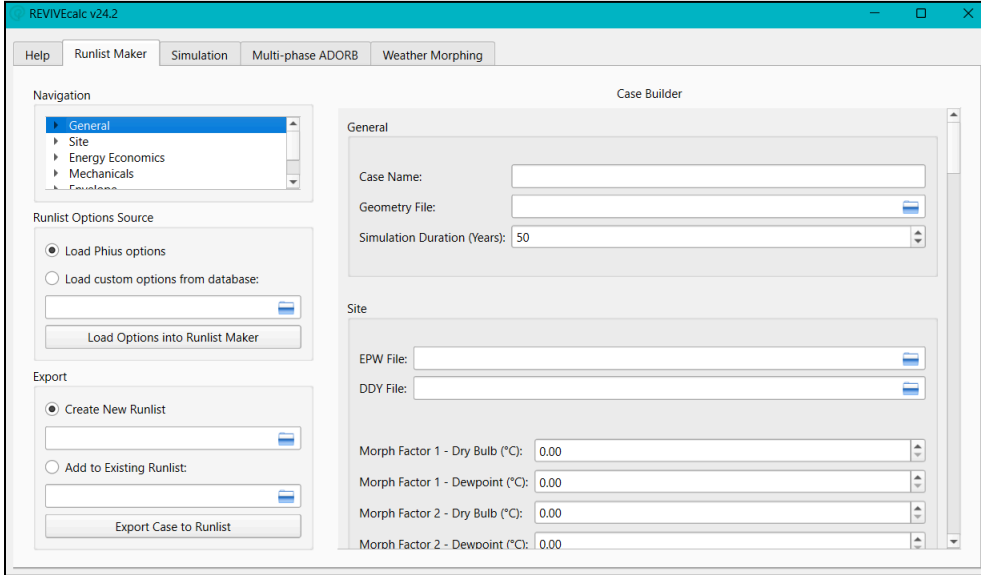 REVIVEcalc v24.2
Help Runlist Maker Simulation Multi-phase ADORB Weather Morphing
Navigation
General
Site
Energy Economics
Mechanicals
Envelope
Runlist Options Source
Load Phius options
Load custom options from database:
Load Options into Runlist Maker
Export
Create New Runlist
Add to Existing Runlist:
Export Case to Runlist
Case Builder
General
Case Name:
Geometry File:
Simulation Duration (Years): 50
Site
EPW File:
DDY File:
Morph Factor 1 - Dry Bulb (°C): 0.00
Morph Factor 1 - Dewpoint (°C): 0.00
Morph Factor 2 - Dry Bulb (°C): 0.00
Morph Factor 2 - Dewpoint (°C): 0.00